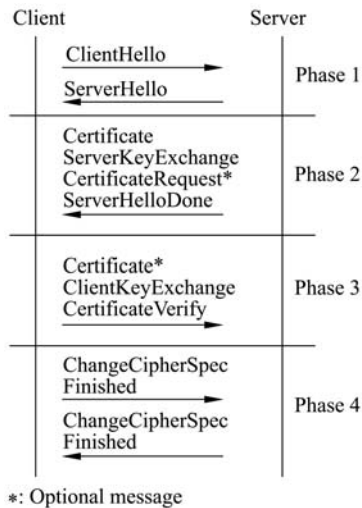 Client Server
ClientHello
ServerHello
Phase 1
Certificate
ServerKeyExchange
CertificateRequest*
ServerHelloDone
Phase 2
Certificate*
ClientKeyExchange
CertificateVerify
Phase 3
ChangeCipherSpec
Finished
ChangeCipherSpec
Finished
Phase 4
*: Optional message